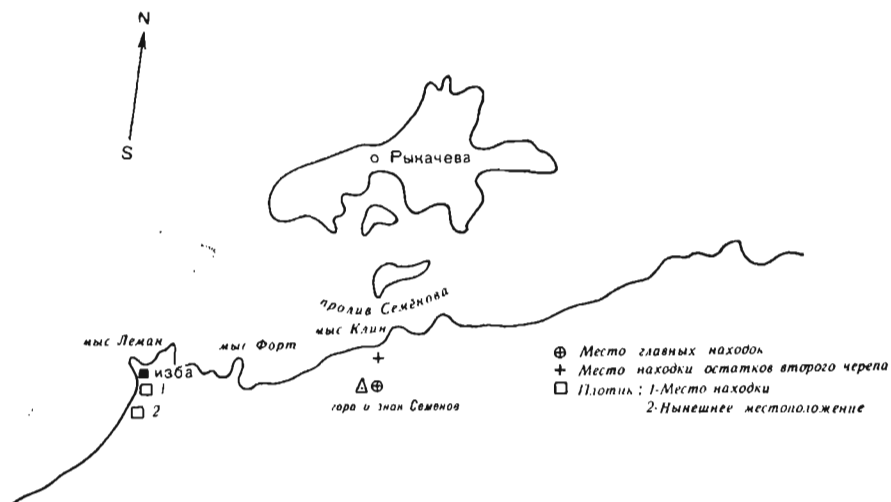 N
S
о Рыкачева
пролив Семёнова
мыс Клин
мыс Леман
мыс Форт
изба
1
2
гора и знак Семенов
⊕ Место главных находок
+ Место находки остатков второго черепа
□ Плотик: 1-Место находки
2-Нынешнее местоположение